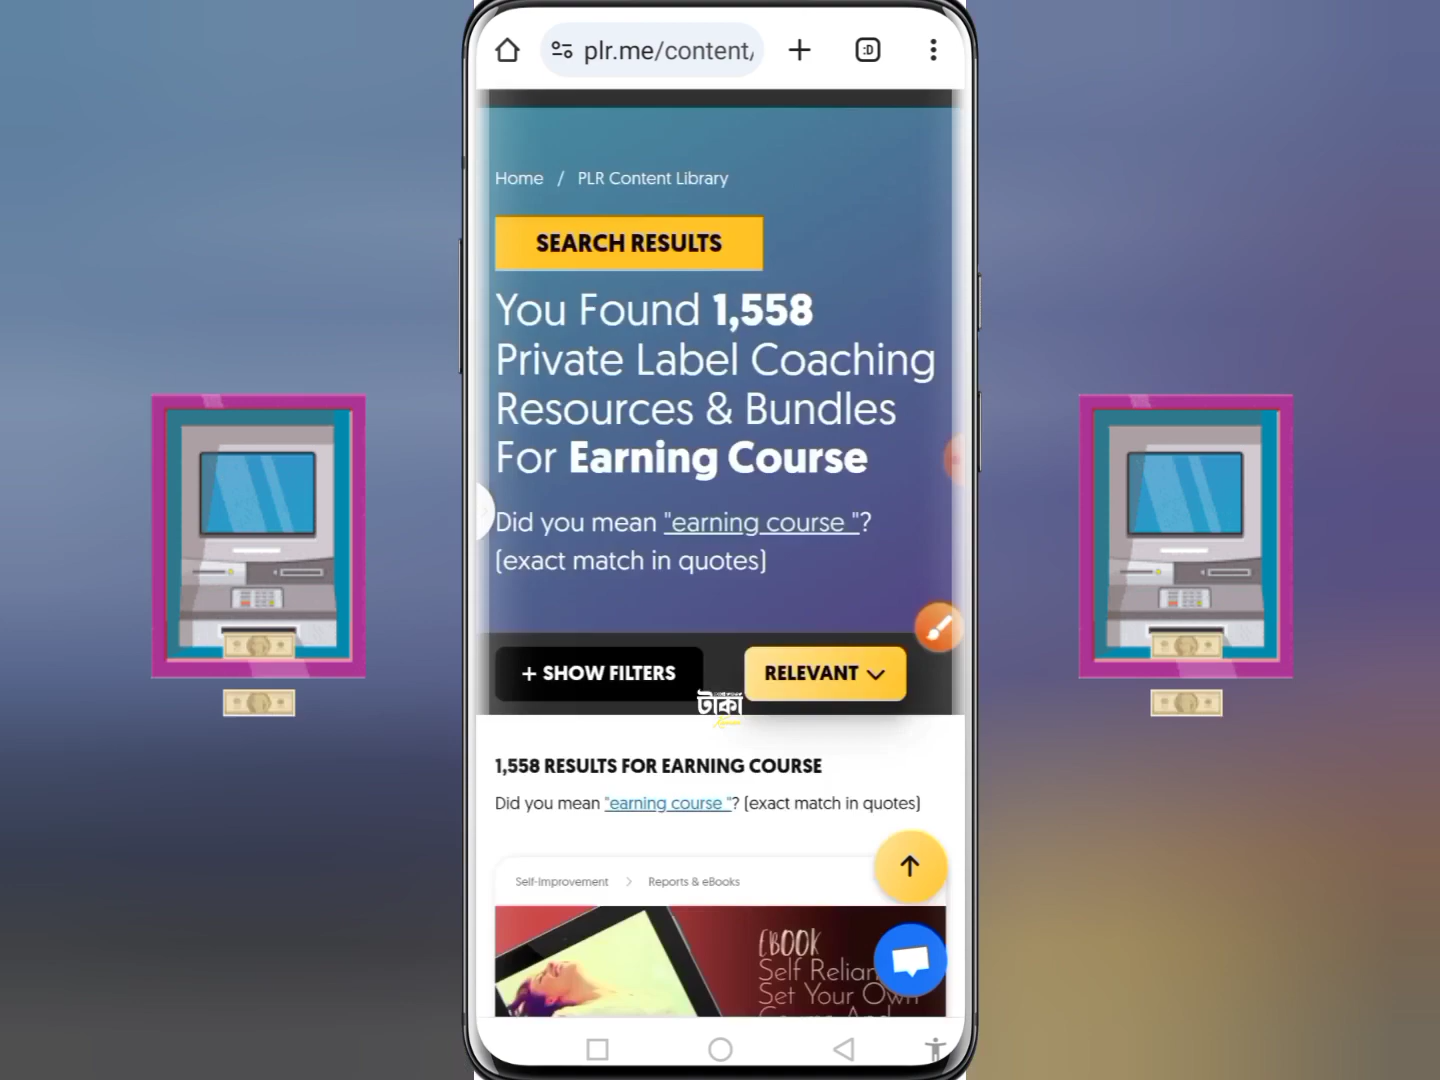 plr.me/content/
:D
Home / PLR Content Library
SEARCH RESULTS
You Found 1,558
Private Label Coaching
Resources & Bundles
For Earning Course
Did you mean "earning course "?
(exact match in quotes)
+ SHOW FILTERS
RELEVANT
টাকা
1,558 RESULTS FOR EARNING COURSE
Did you mean "earning course "? (exact match in quotes)
Self-Improvement > Reports & eBooks
EBOOK
Self Relian
Set Your Own